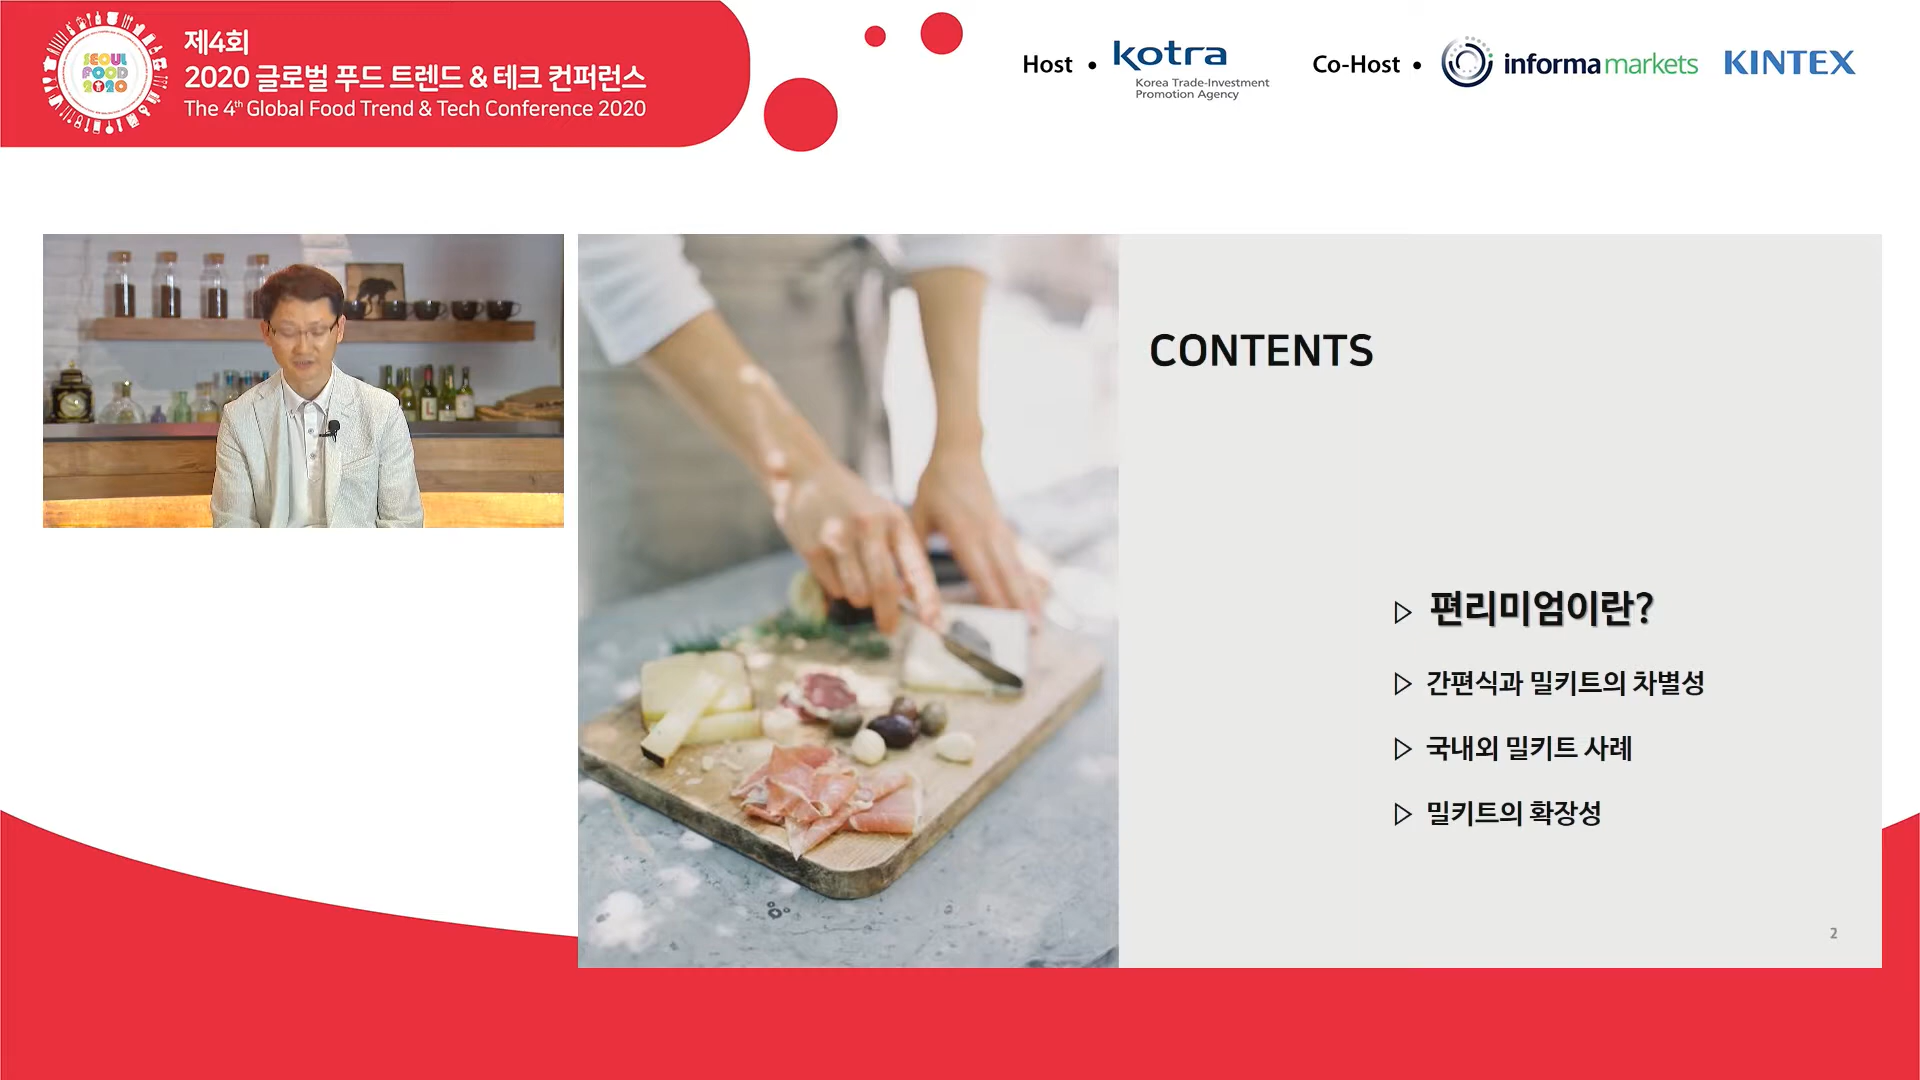 SEOUL
FOOD
2020
제4회
2020 글로벌 푸드 트렌드 & 테크 컨퍼런스
The 4th Global Food Trend & Tech Conference 2020
Host • kotra
Korea Trade-Investment
Promotion Agency
Co-Host • informa markets KINTEX
CONTENTS
▷ 편리미엄이란?
▷ 간편식과 밀키트의 차별성
▷ 국내외 밀키트 사례
▷ 밀키트의 확장성
2